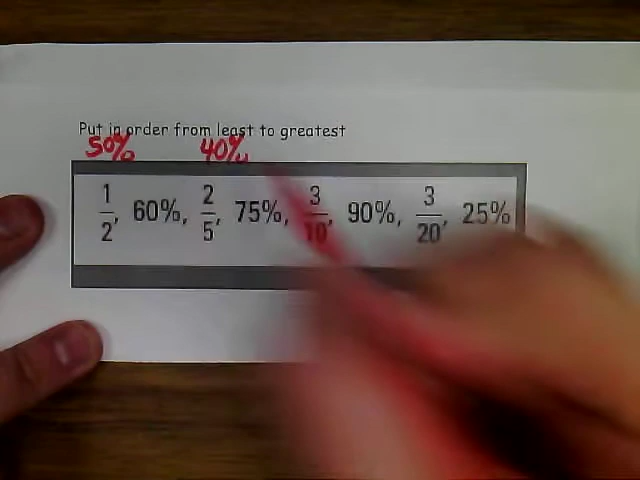 Put in order from least to greatest
50% 40%
1/2, 60%, 2/5, 75%, 3/10, 90%, 3/20, 25%